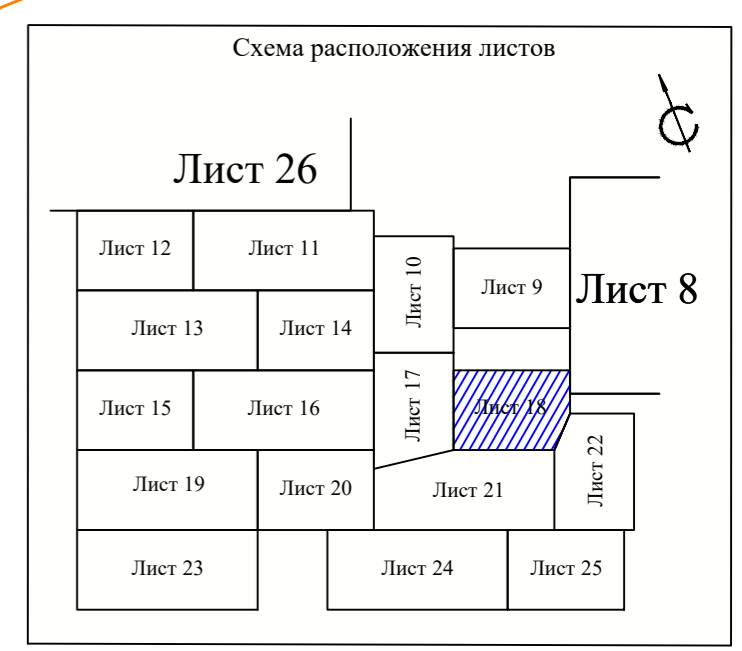 Схема расположения листов
С
Лист 26
Лист 12
Лист 11
Лист 10
Лист 9
Лист 8
Лист 13
Лист 14
Лист 15
Лист 16
Лист 17
Лист 18
Лист 19
Лист 20
Лист 21
Лист 22
Лист 23
Лист 24
Лист 25